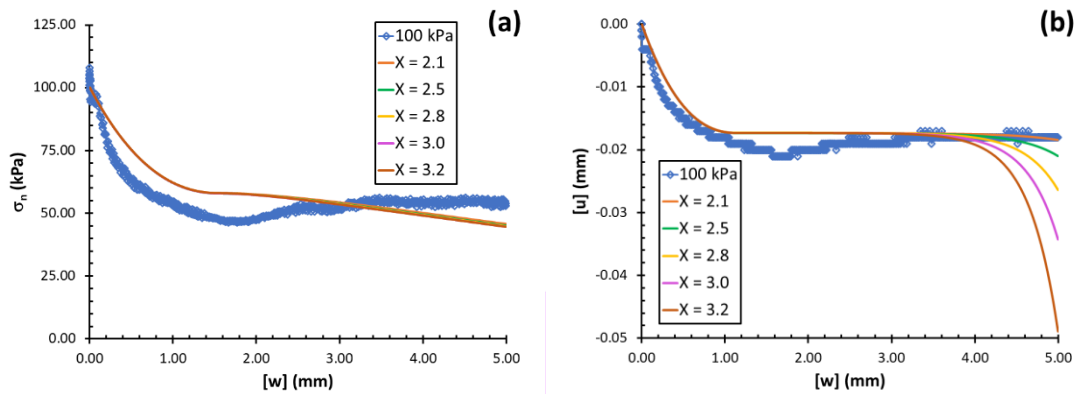 (a)
125.00
100.00
75.00
50.00
25.00
0.00
σn (kPa)
0.00 1.00 2.00 3.00 4.00 5.00
[w] (mm)
100 kPa
X = 2.1
X = 2.5
X = 2.8
X = 3.0
X = 3.2
(b)
0.00
-0.01
-0.02
-0.03
-0.04
-0.05
[u] (mm)
0.00 1.00 2.00 3.00 4.00 5.00
[w] (mm)
100 kPa
X = 2.1
X = 2.5
X = 2.8
X = 3.0
X = 3.2